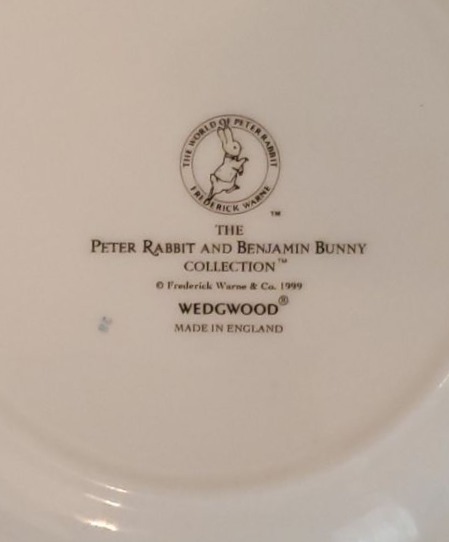 THE WORLD OF PETER RABBIT
FREDERICK WARNE
™
THE
PETER RABBIT AND BENJAMIN BUNNY
COLLECTION™
© Frederick Warne & Co. 1999
WEDGWOOD®
MADE IN ENGLAND